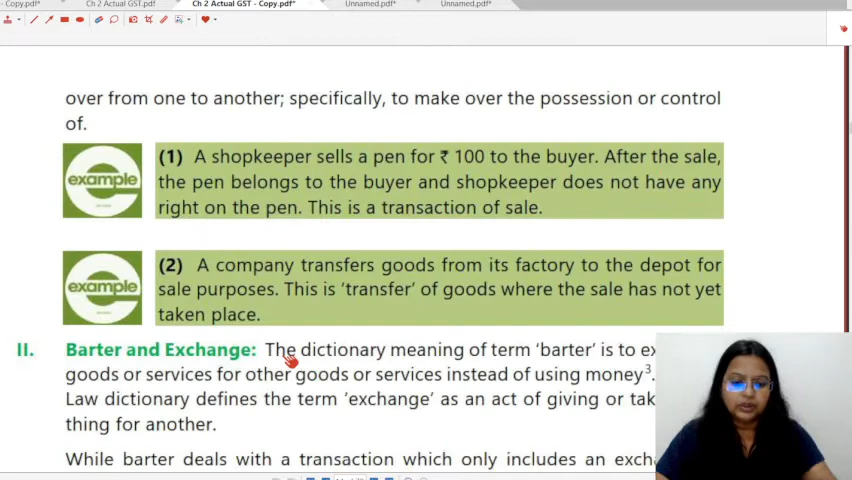 - Copy.pdf*
Ch 2 Actual GST.pdf
Ch 2 Actual GST - Copy.pdf*
Unnamed.pdf*
Unnamed.pdf*
over from one to another; specifically, to make over the possession or control
of.
example
(1) A shopkeeper sells a pen for ₹ 100 to the buyer. After the sale,
the pen belongs to the buyer and shopkeeper does not have any
right on the pen. This is a transaction of sale.
example
(2) A company transfers goods from its factory to the depot for
sale purposes. This is ‘transfer’ of goods where the sale has not yet
taken place.
II. Barter and Exchange: The dictionary meaning of term ‘barter’ is to ex
goods or services for other goods or services instead of using money³.
Law dictionary defines the term ‘exchange’ as an act of giving or tak
thing for another.
While barter deals with a transaction which only includes an exch